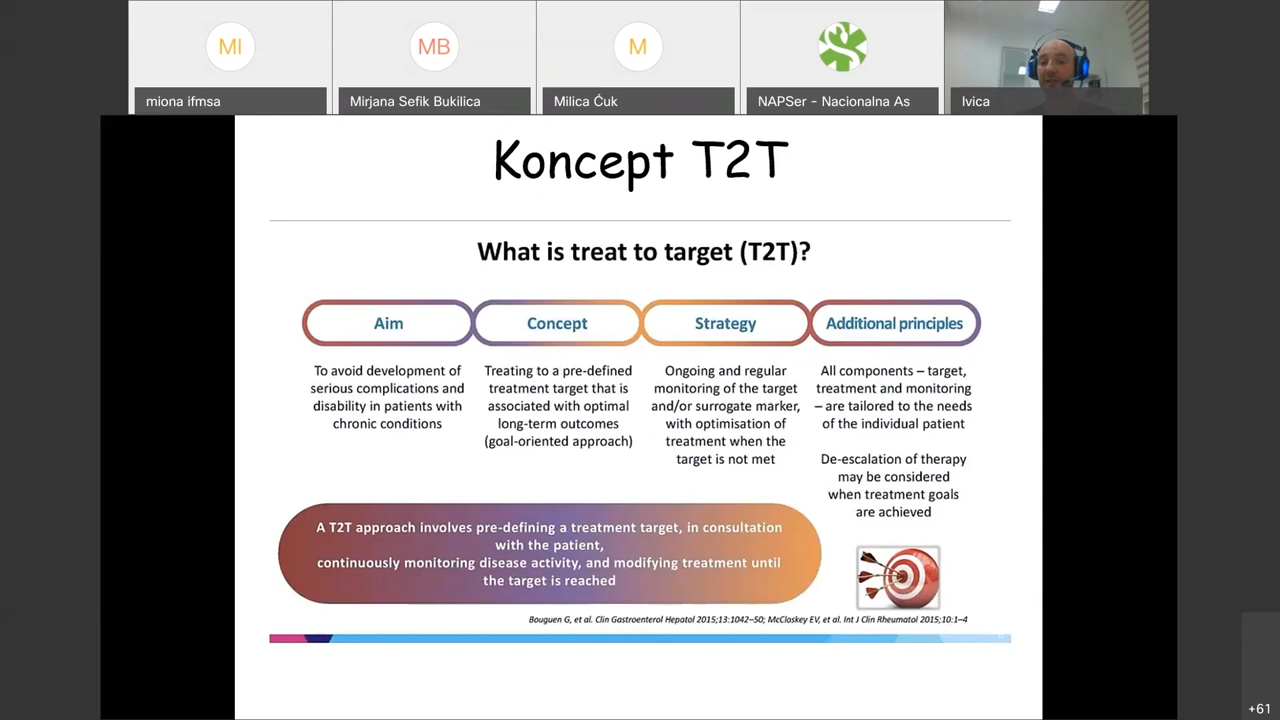 MI
MB
M
miona ifmsa
Mirjana Sefik Bukilica
Milica Ćuk
NAPSer - Nacionalna As
Ivica
Koncept T2T
What is treat to target (T2T)?
Aim
To avoid development of
serious complications and
disability in patients with
chronic conditions
Concept
Treating to a pre-defined
treatment target that is
associated with optimal
long-term outcomes
(goal-oriented approach)
Strategy
Ongoing and regular
monitoring of the target
and/or surrogate marker,
with optimisation of
treatment when the
target is not met
Additional principles
All components – target,
treatment and monitoring
– are tailored to the needs
of the individual patient
De-escalation of therapy
may be considered
when treatment goals
are achieved
A T2T approach involves pre-defining a treatment target, in consultation
with the patient,
continuously monitoring disease activity, and modifying treatment until
the target is reached
Bouguen G, et al. Clin Gastroenterol Hepatol 2015;13:1042–50; McCloskey EV, et al. Int J Clin Rheumatol 2015;10:1–4
+61